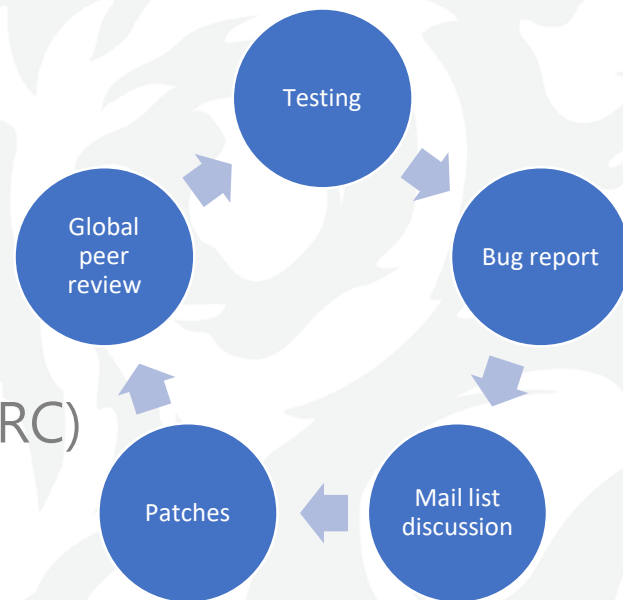 Testing
Global
peer
review
Bug report
RC)
Patches
Mail list
discussion